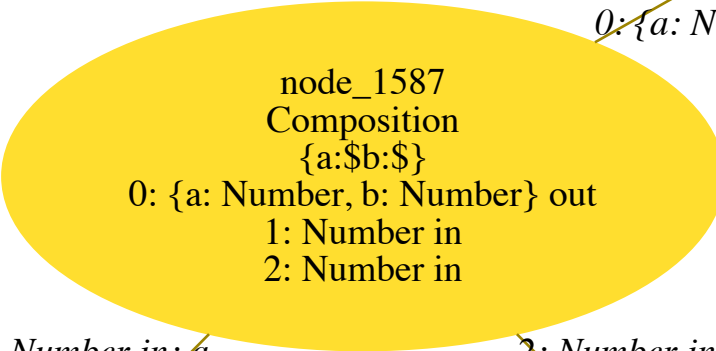 0: {a: N
node_1587
Composition
{a:$b:$}
0: {a: Number, b: Number} out
1: Number in
2: Number in
Number in: a
2: Number in